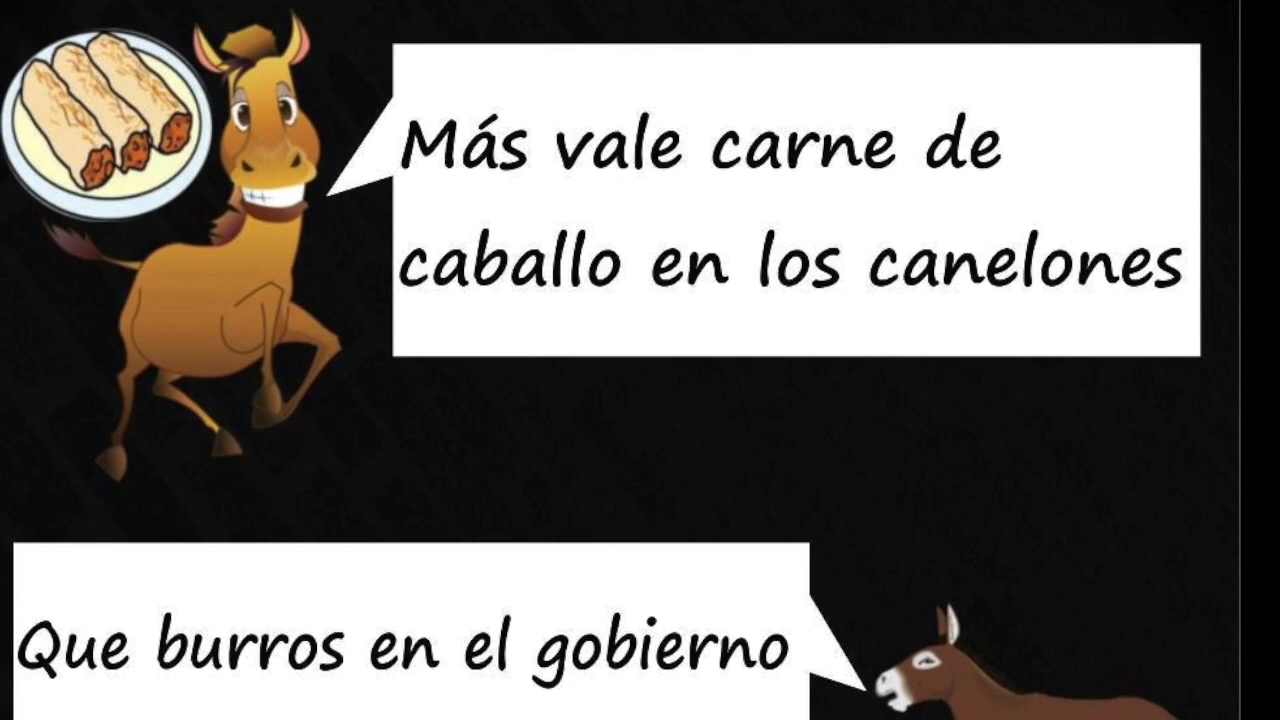 Más vale carne de
caballo en los canelones
Que burros en el gobierno